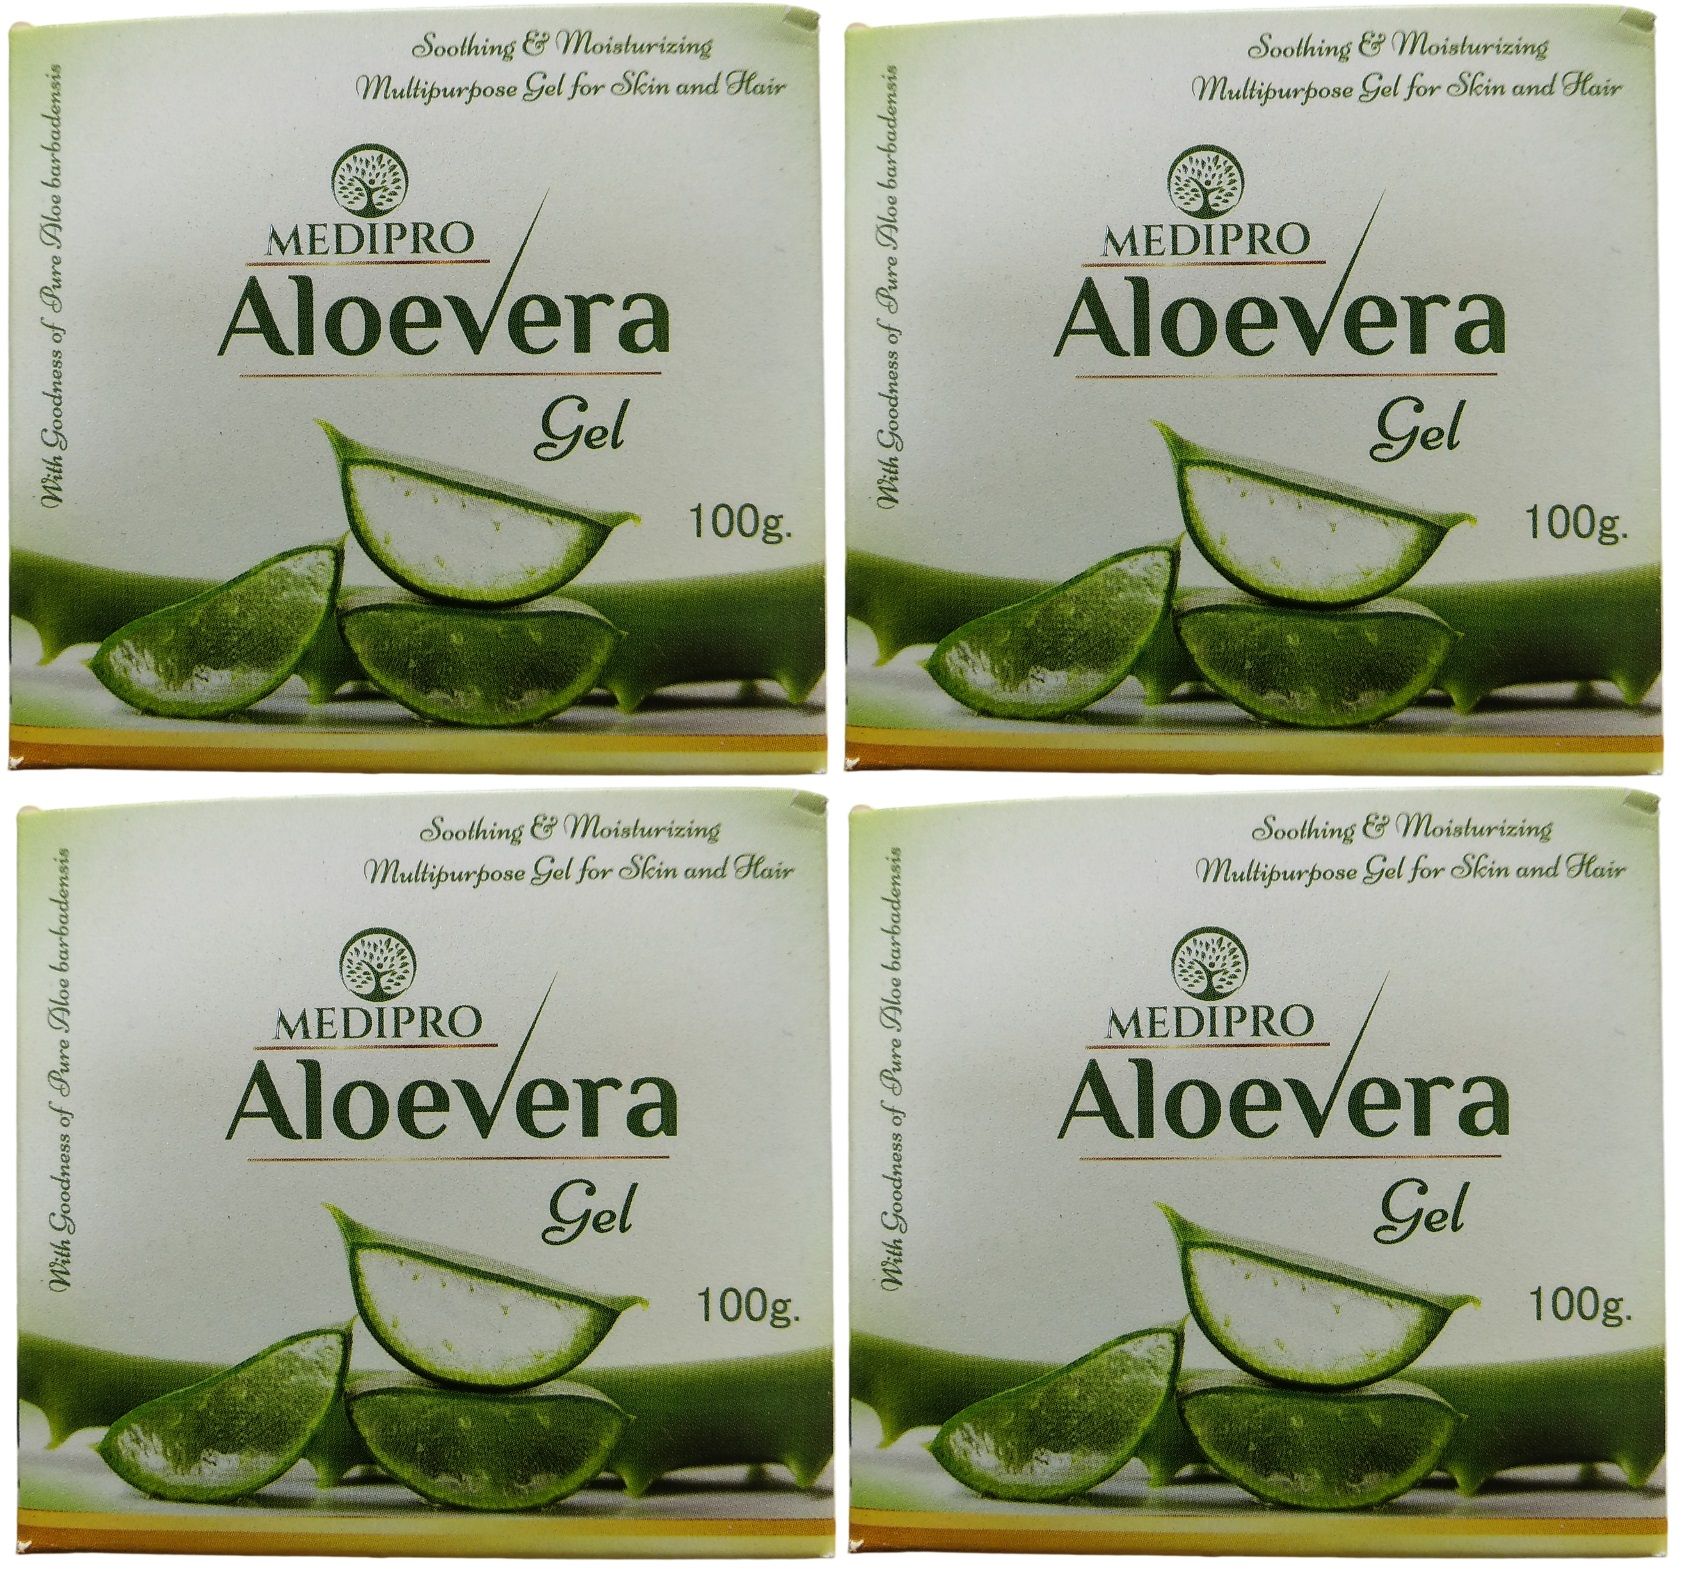 Soothing & Moisturizing
Multipurpose Gel for Skin and Hair
With Goodness of Pure Aloe barbadensis
MEDIPRO
Aloevera
Gel
100g.
Soothing & Moisturizing
Multipurpose Gel for Skin and Hair
With Goodness of Pure Aloe barbadensis
MEDIPRO
Aloevera
Gel
100g.
Soothing & Moisturizing
Multipurpose Gel for Skin and Hair
With Goodness of Pure Aloe barbadensis
MEDIPRO
Aloevera
Gel
100g.
Soothing & Moisturizing
Multipurpose Gel for Skin and Hair
With Goodness of Pure Aloe barbadensis
MEDIPRO
Aloevera
Gel
100g.